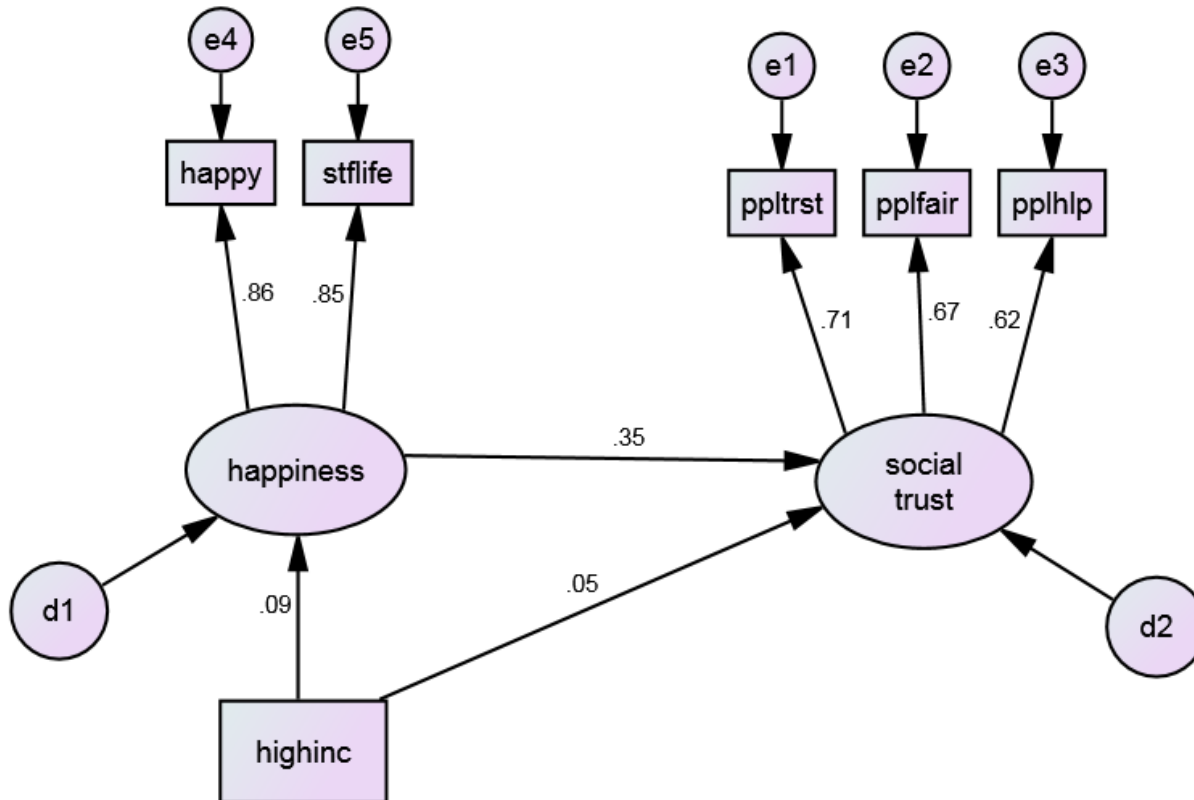 e4
e5
e1
e2
e3
happy
stflife
ppltrst
pplfair
pplhlp
.86
.85
.71
.67
.62
happiness
.35
social
trust
d1
.09
.05
d2
highinc